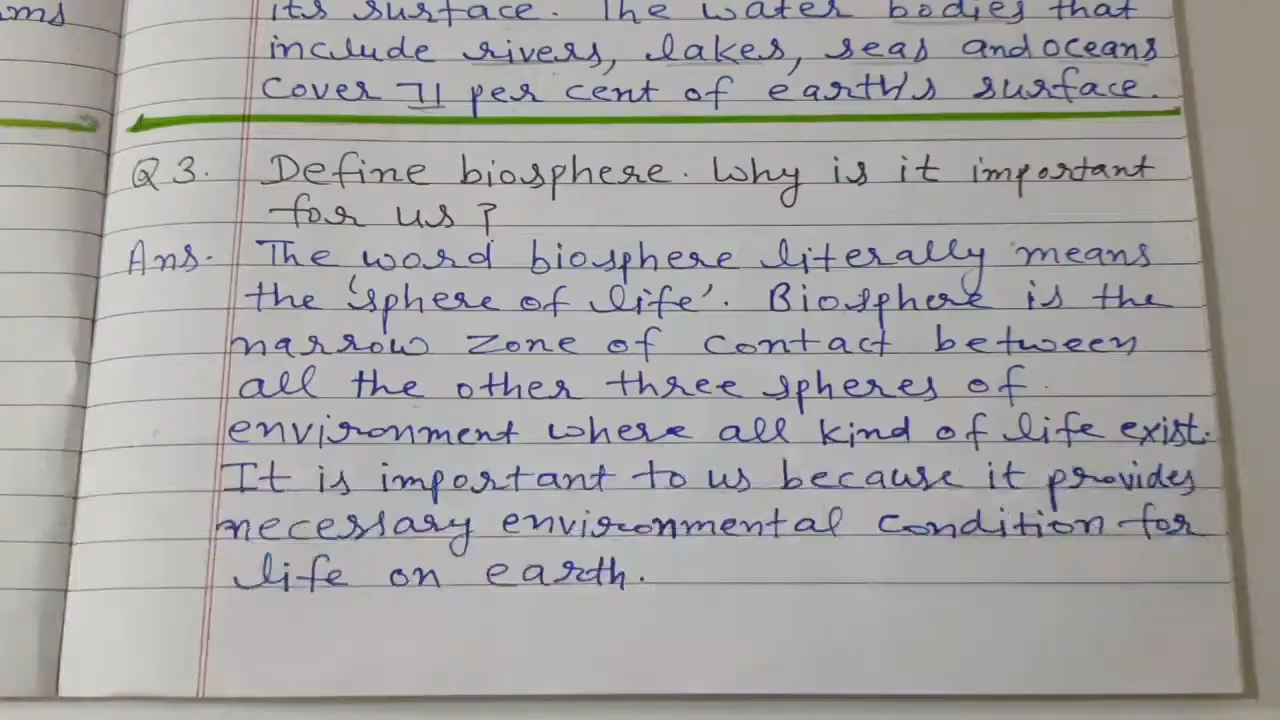 its surface. The water bodies that
include rivers, lakes, seas and oceans
cover 71 per cent of earth's surface.
Q 3. Define biosphere. Why is it important
for us?
Ans. The word biosphere literally means
the 'sphere of life'. Biosphere is the
narrow zone of contact between
all the other three spheres of
environment where all kind of life exist.
It is important to us because it provides
necessary environmental condition for
life on earth.